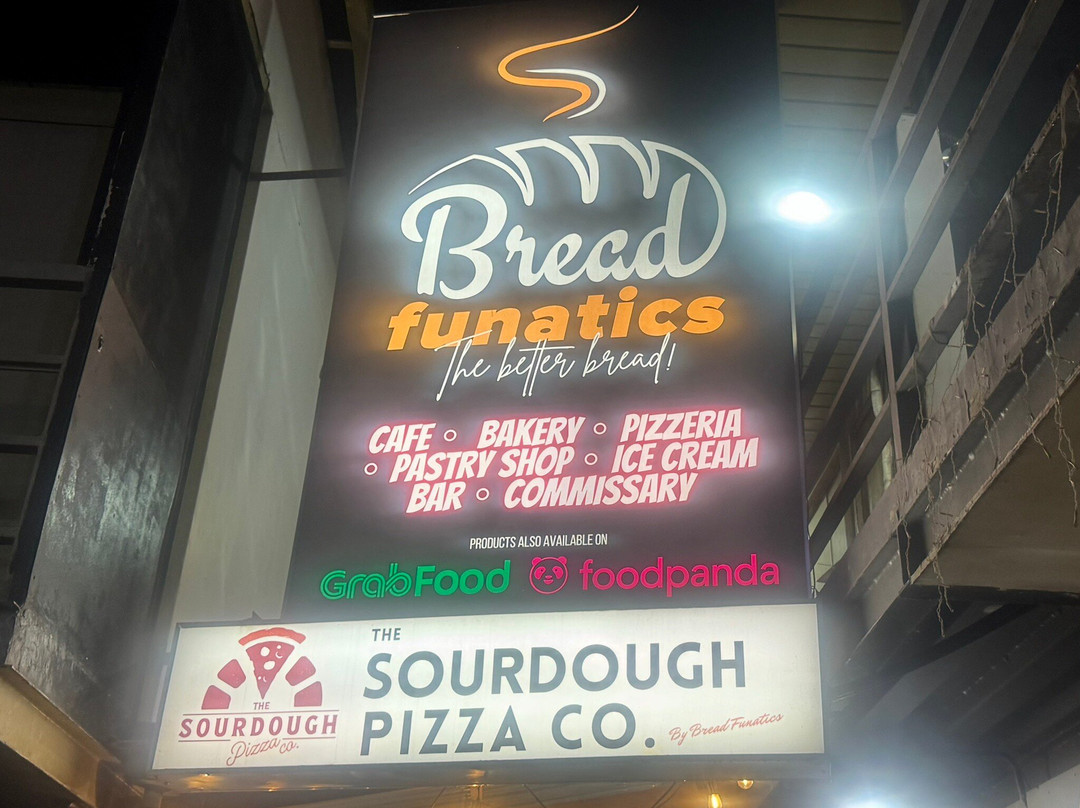 Bread
funatics
The better bread!
CAFE ○ BAKERY ○ PIZZERIA
○ PASTRY SHOP ○ ICE CREAM
BAR ○ COMMISSARY
PRODUCTS ALSO AVAILABLE ON
GrabFood foodpanda
THE
SOURDOUGH
PIZZA CO.
By Bread Funatics
THE
SOURDOUGH
Pizza co.